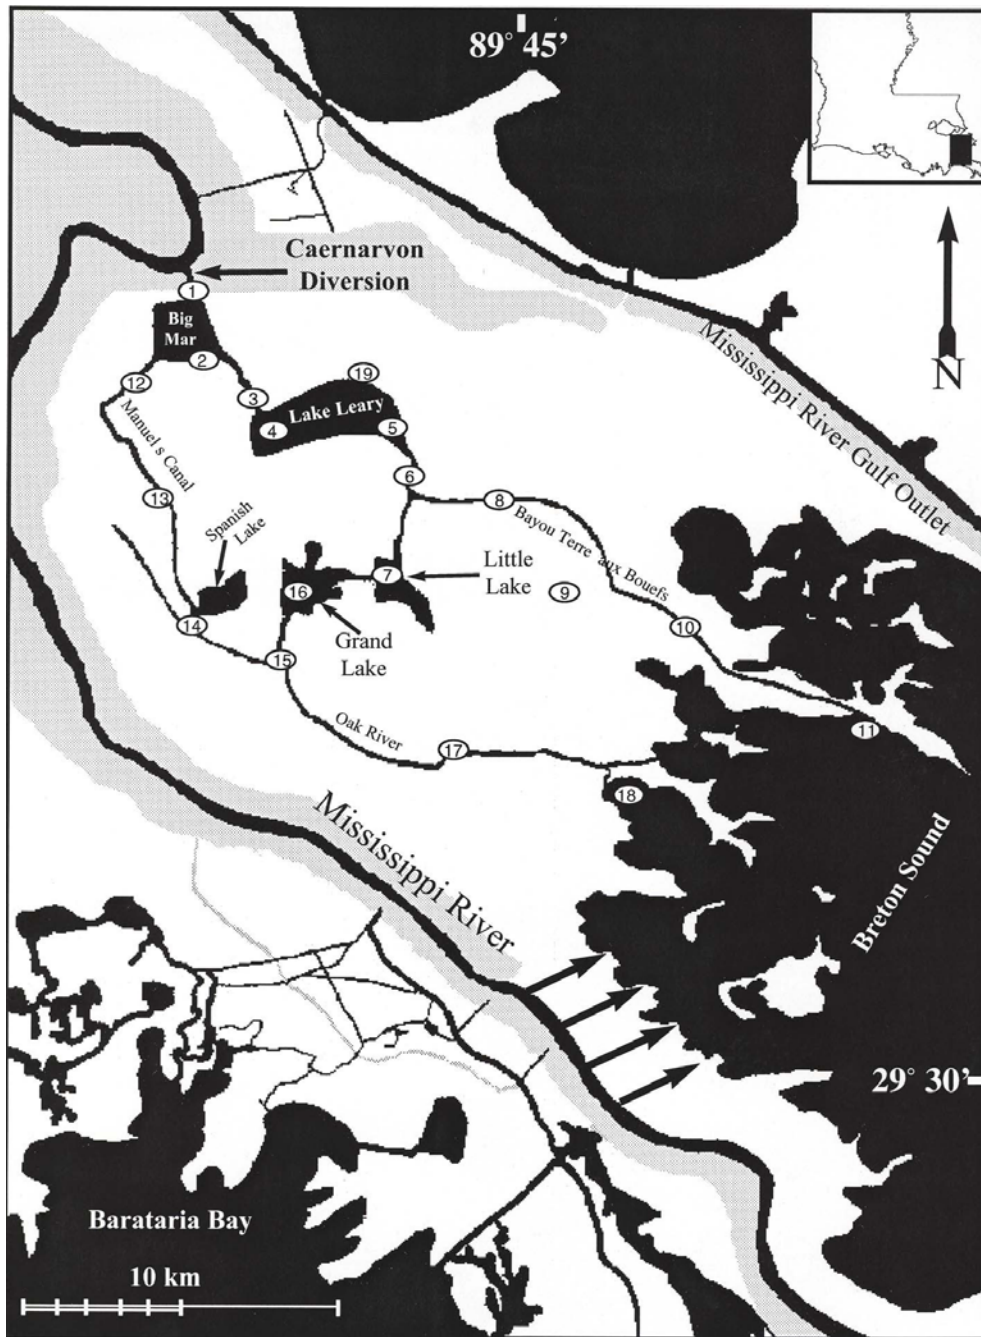 89° 45'
Caernarvon
Diversion
1
Big
Mar
2
12
3
19
Lake Leary
4
5
Manuel s Canal
6
13
8
Mississippi River Gulf Outlet
N
Spanish
Lake
Bayou Terre aux Bouefs
7
Little
Lake
16
9
14
Grand
Lake
10
15
Oak River
11
17
18
Mississippi River
Breton Sound
29° 30'
Barataria Bay
10 km